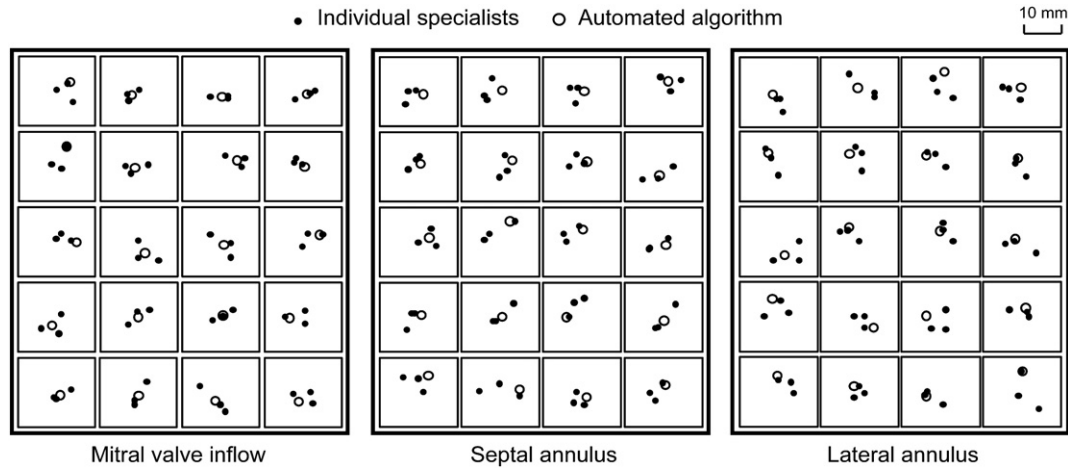 Individual specialists
Automated algorithm
10 mm
Mitral valve inflow
Septal annulus
Lateral annulus